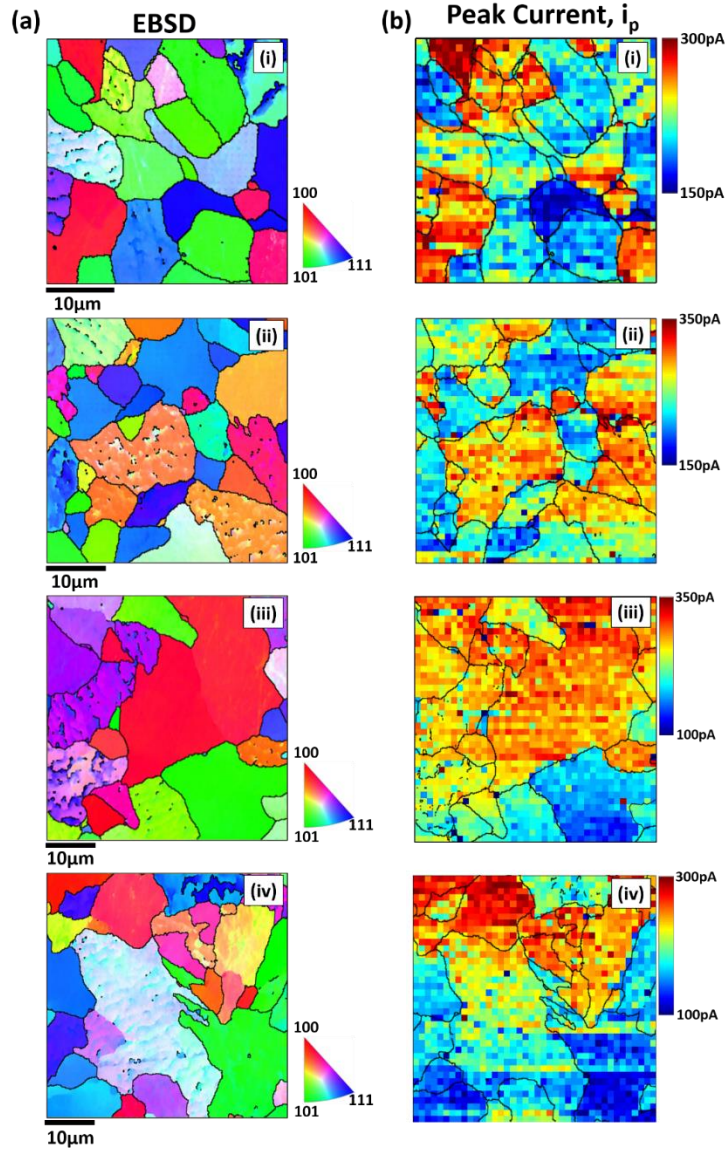 (a) EBSD
(b) Peak Current, iₚ
(i)
100
101
111
10µm
(i)
300pA
150pA
(ii)
100
101
111
10µm
(ii)
350pA
150pA
(iii)
100
101
111
10µm
(iii)
350pA
100pA
(iv)
100
101
111
10µm
(iv)
300pA
100pA